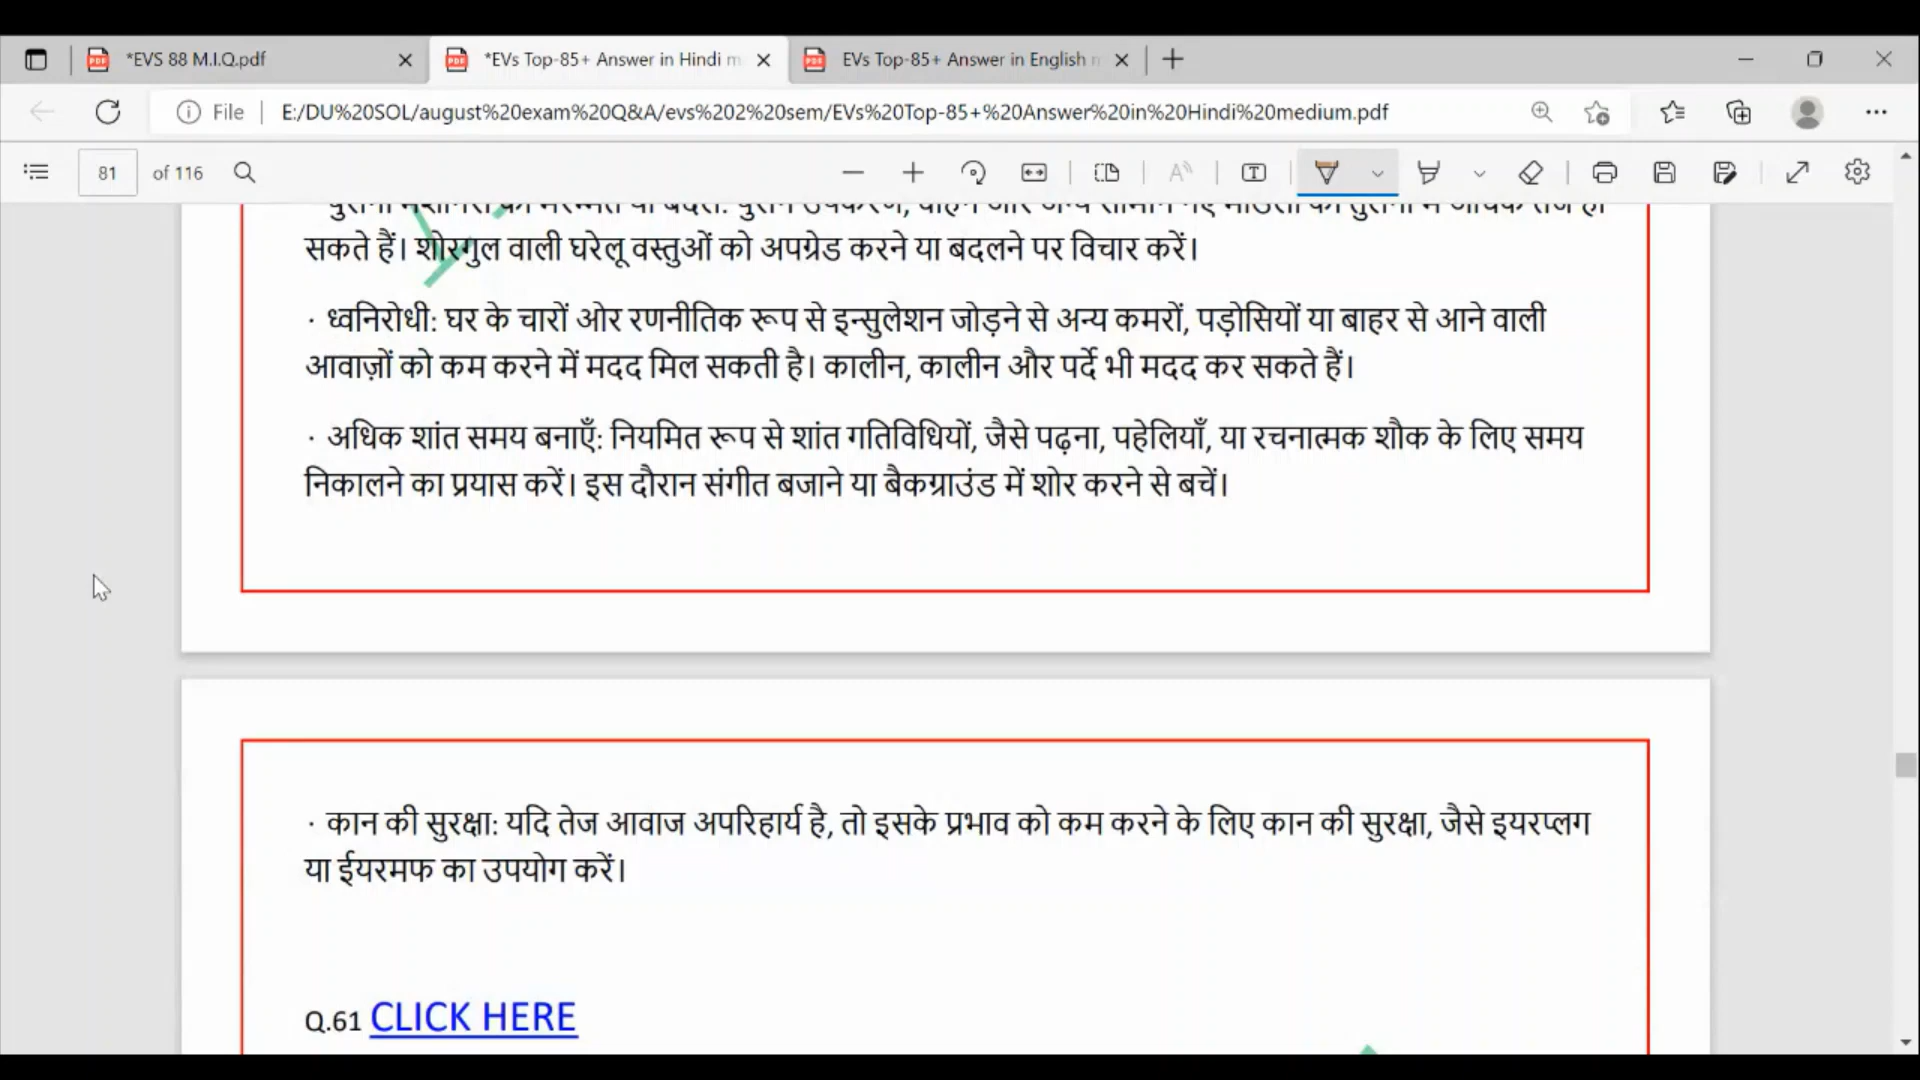 *EVS 88 M.I.Q.pdf
*EVs Top-85+ Answer in Hindi m
EVs Top-85+ Answer in English
File
E:/DU%20SOL/august%20exam%20Q&A/evs%202%20sem/EVs%20Top-85+%20Answer%20in%20Hindi%20medium.pdf
81 of 116
सकते हैं। शोरगुल वाली घरेलू वस्तुओं को अपग्रेड करने या बदलने पर विचार करें।
· ध्वनिरोधी: घर के चारों ओर रणनीतिक रूप से इन्सुलेशन जोड़ने से अन्य कमरों, पड़ोसियों या बाहर से आने वाली
आवाज़ों को कम करने में मदद मिल सकती है। कालीन, कालीन और पर्दे भी मदद कर सकते हैं।
· अधिक शांत समय बनाएँ: नियमित रूप से शांत गतिविधियों, जैसे पढ़ना, पहेलियाँ, या रचनात्मक शौक के लिए समय
निकालने का प्रयास करें। इस दौरान संगीत बजाने या बैकग्राउंड में शोर करने से बचें।
· कान की सुरक्षा: यदि तेज आवाज अपरिहार्य है, तो इसके प्रभाव को कम करने के लिए कान की सुरक्षा, जैसे इयरप्लग
या ईयरमफ का उपयोग करें।
Q.61 CLICK HERE